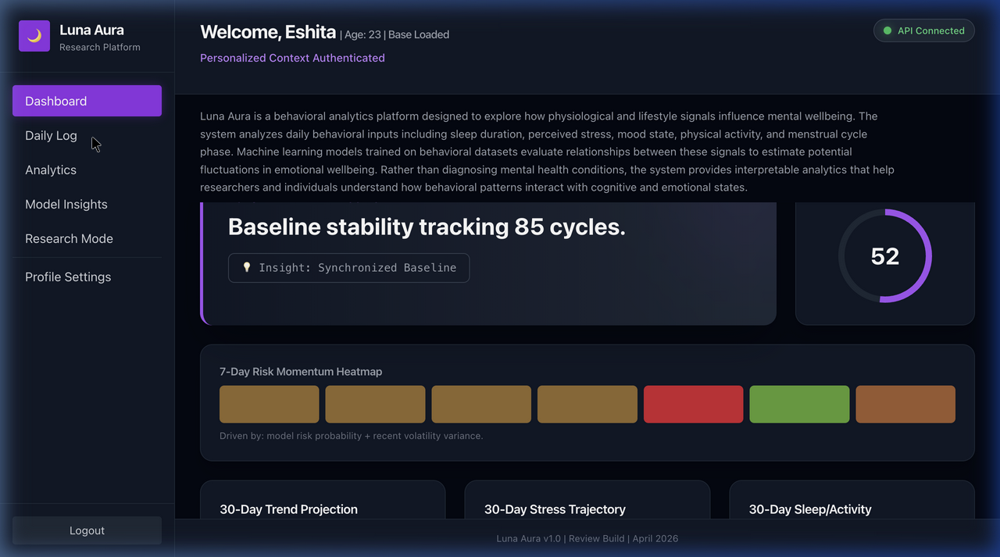 Luna Aura
Research Platform
Dashboard
Daily Log
Analytics
Model Insights
Research Mode
Profile Settings
Logout
Welcome, Eshita | Age: 23 | Base Loaded
Personalized Context Authenticated
API Connected
Luna Aura is a behavioral analytics platform designed to explore how physiological and lifestyle signals influence mental wellbeing. The
system analyzes daily behavioral inputs including sleep duration, perceived stress, mood state, physical activity, and menstrual cycle
phase. Machine learning models trained on behavioral datasets evaluate relationships between these signals to estimate potential
fluctuations in emotional wellbeing. Rather than diagnosing mental health conditions, the system provides interpretable analytics that help
researchers and individuals understand how behavioral patterns interact with cognitive and emotional states.
Baseline stability tracking 85 cycles.
Insight: Synchronized Baseline
52
7-Day Risk Momentum Heatmap
Driven by: model risk probability + recent volatility variance.
30-Day Trend Projection
30-Day Stress Trajectory
30-Day Sleep/Activity
Luna Aura v1.0 | Review Build | April 2026